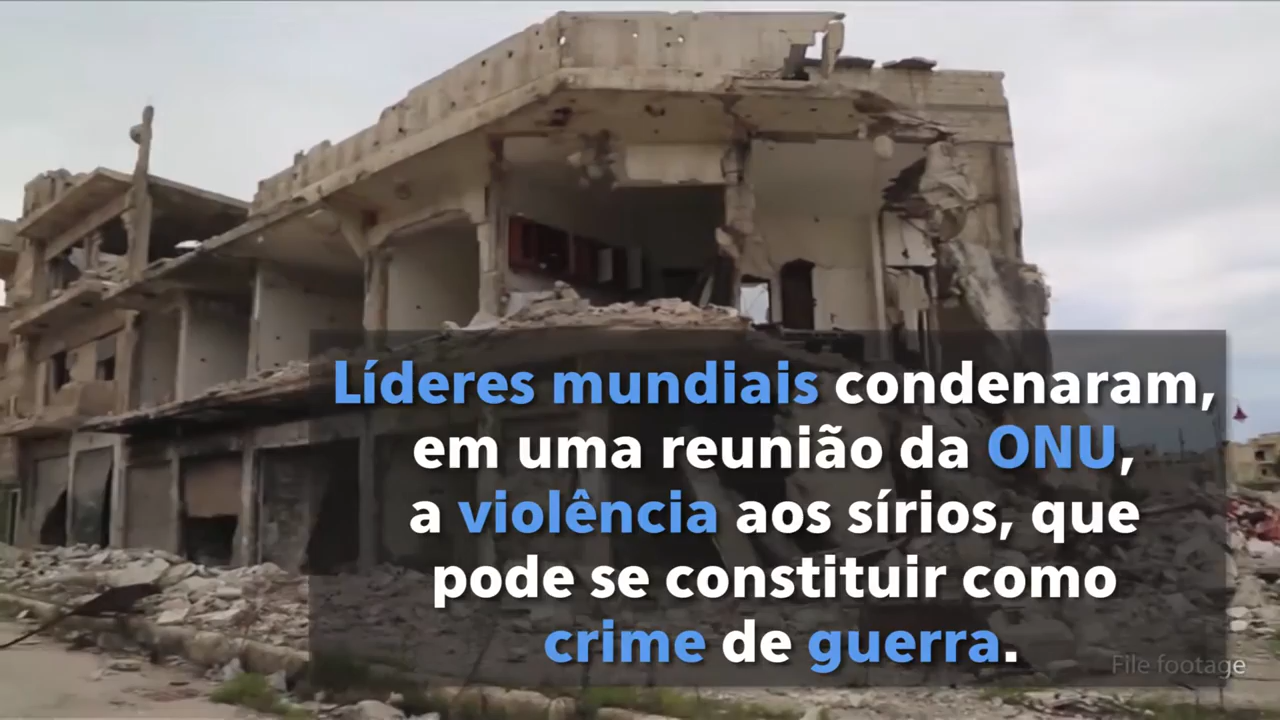 Líderes mundiais condenaram,
em uma reunião da ONU,
a violência aos sírios, que
pode se constituir como
crime de guerra.
File footage